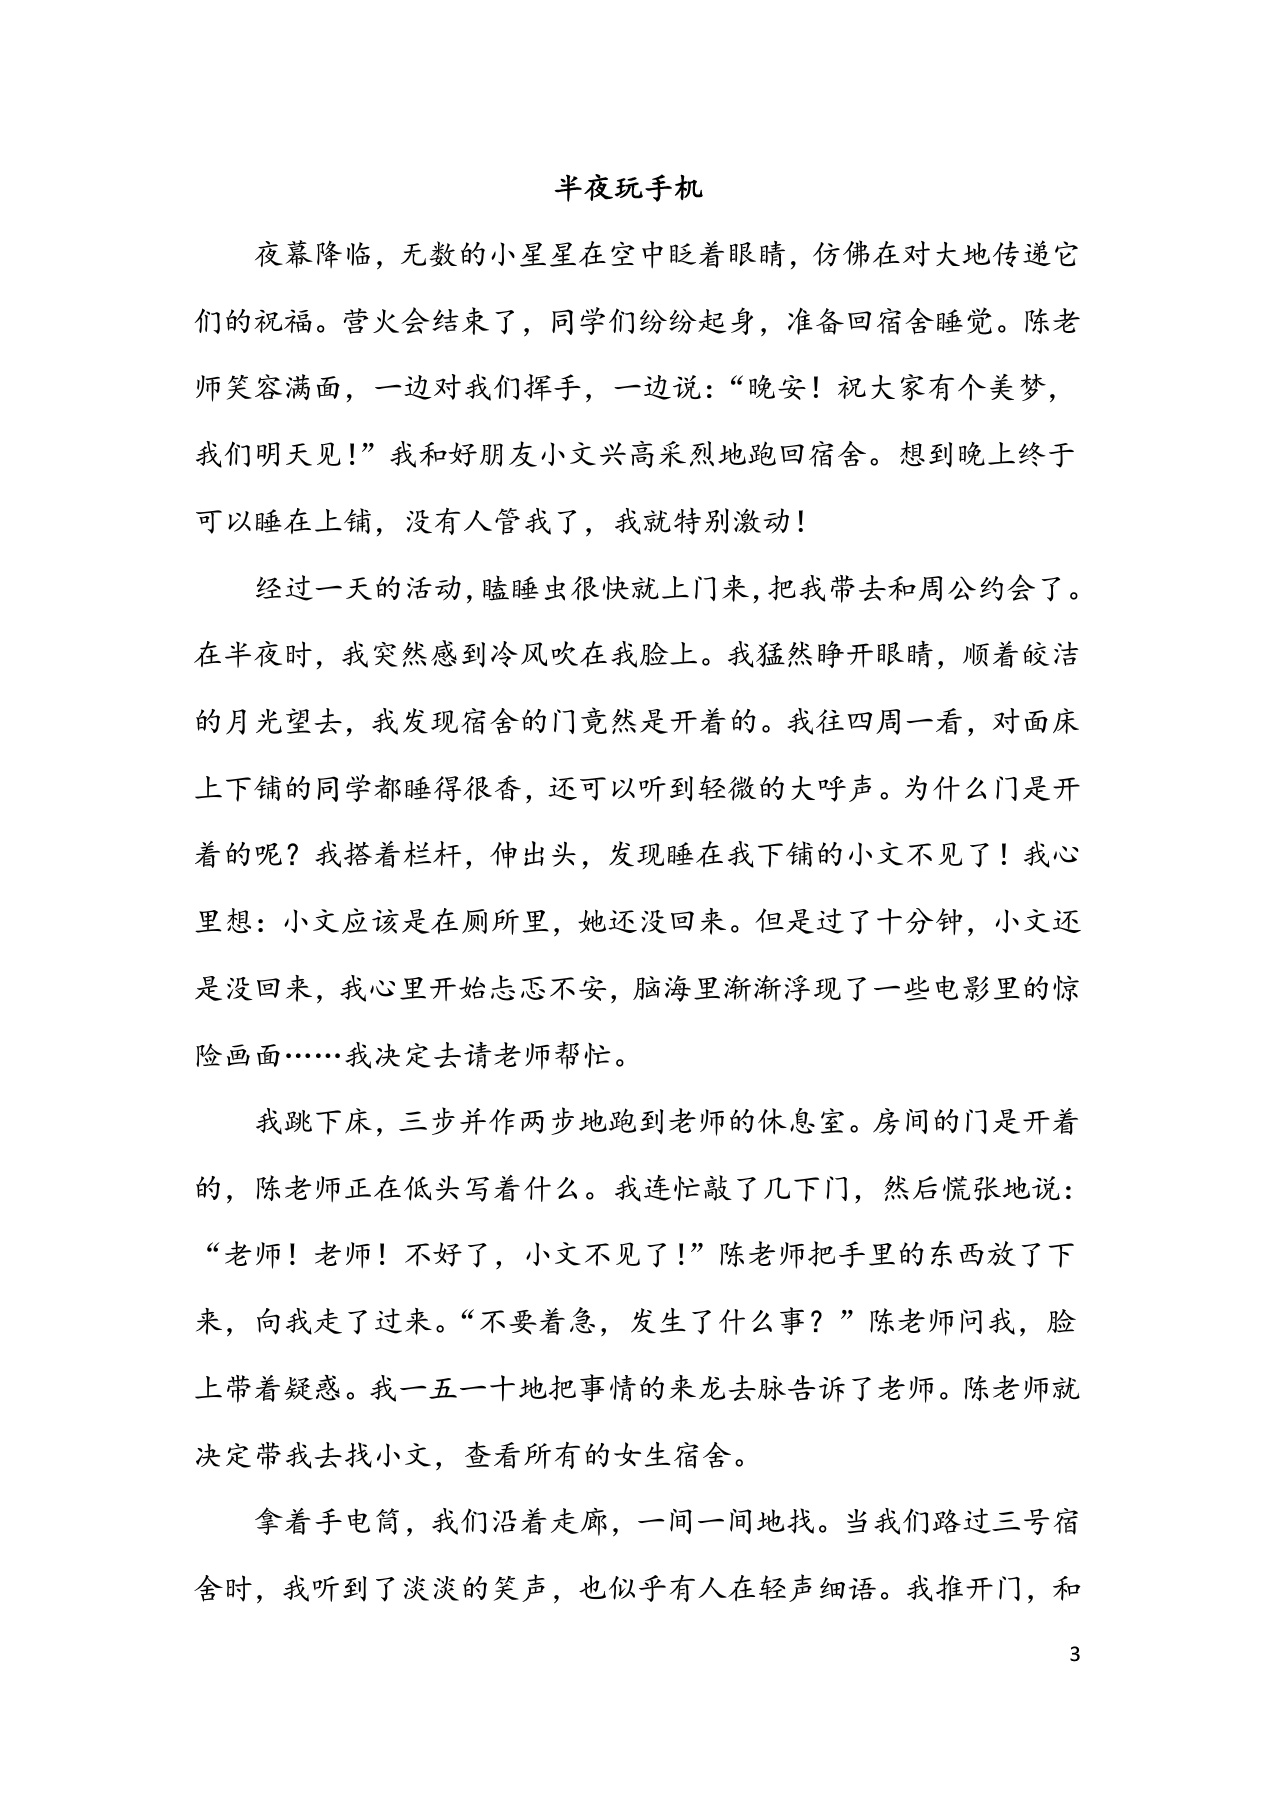 半夜玩手机
夜幕降临，无数的小星星在空中眨着眼睛，仿佛在对大地传递它
们的祝福。营火会结束了，同学们纷纷起身，准备回宿舍睡觉。陈老
师笑容满面，一边对我们挥手，一边说：“晚安！祝大家有个美梦，
我们明天见！”我和好朋友小文兴高采烈地跑回宿舍。想到晚上终于
可以睡在上铺，没有人管我了，我就特别激动！
经过一天的活动，瞌睡虫很快就上门来，把我带去和周公约会了。
在半夜时，我突然感到冷风吹在我脸上。我猛然睁开眼睛，顺着皎洁
的月光望去，我发现宿舍的门竟然是开着的。我往四周一看，对面床
上下铺的同学都睡得很香，还可以听到轻微的大呼声。为什么门是开
着的呢？我搭着栏杆，伸出头，发现睡在我下铺的小文不见了！我心
里想：小文应该是在厕所里，她还没回来。但是过了十分钟，小文还
是没回来，我心里开始忐忑不安，脑海里渐渐浮现了一些电影里的惊
险画面……我决定去请老师帮忙。
我跳下床，三步并作两步地跑到老师的休息室。房间的门是开着
的，陈老师正在低头写着什么。我连忙敲了几下门，然后慌张地说：
“老师！老师！不好了，小文不见了！”陈老师把手里的东西放了下
来，向我走了过来。“不要着急，发生了什么事？”陈老师问我，脸
上带着疑惑。我一五一十地把事情的来龙去脉告诉了老师。陈老师就
决定带我去找小文，查看所有的女生宿舍。
拿着手电筒，我们沿着走廊，一间一间地找。当我们路过三号宿
舍时，我听到了淡淡的笑声，也似乎有人在轻声细语。我推开门，和
3